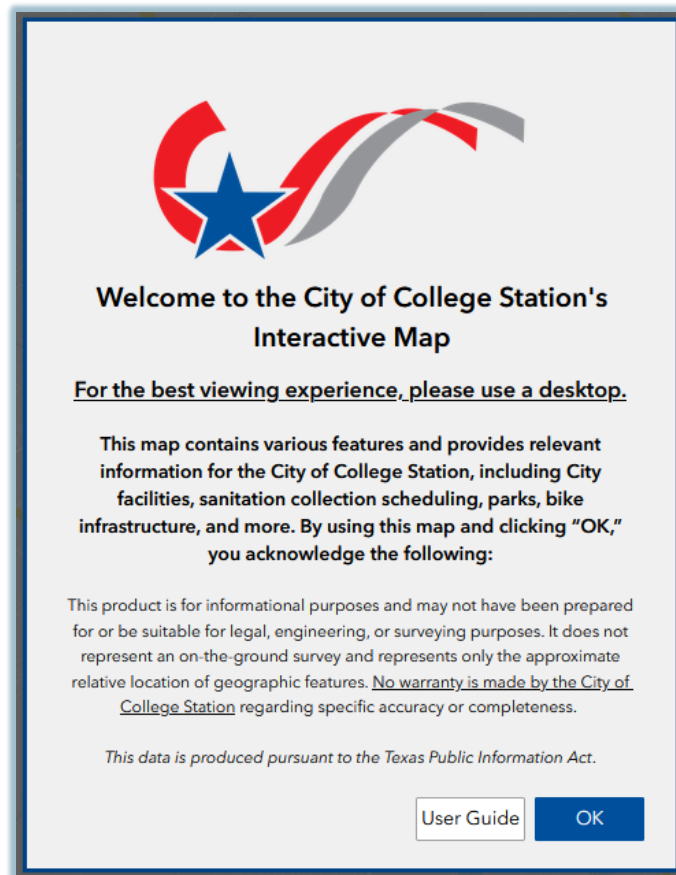 Welcome to the City of College Station's
Interactive Map
For the best viewing experience, please use a desktop.
This map contains various features and provides relevant
information for the City of College Station, including City
facilities, sanitation collection scheduling, parks, bike
infrastructure, and more. By using this map and clicking “OK,”
you acknowledge the following:
This product is for informational purposes and may not have been prepared
for or be suitable for legal, engineering, or surveying purposes. It does not
represent an on-the-ground survey and represents only the approximate
relative location of geographic features. No warranty is made by the City of
College Station regarding specific accuracy or completeness.
This data is produced pursuant to the Texas Public Information Act.
User Guide OK